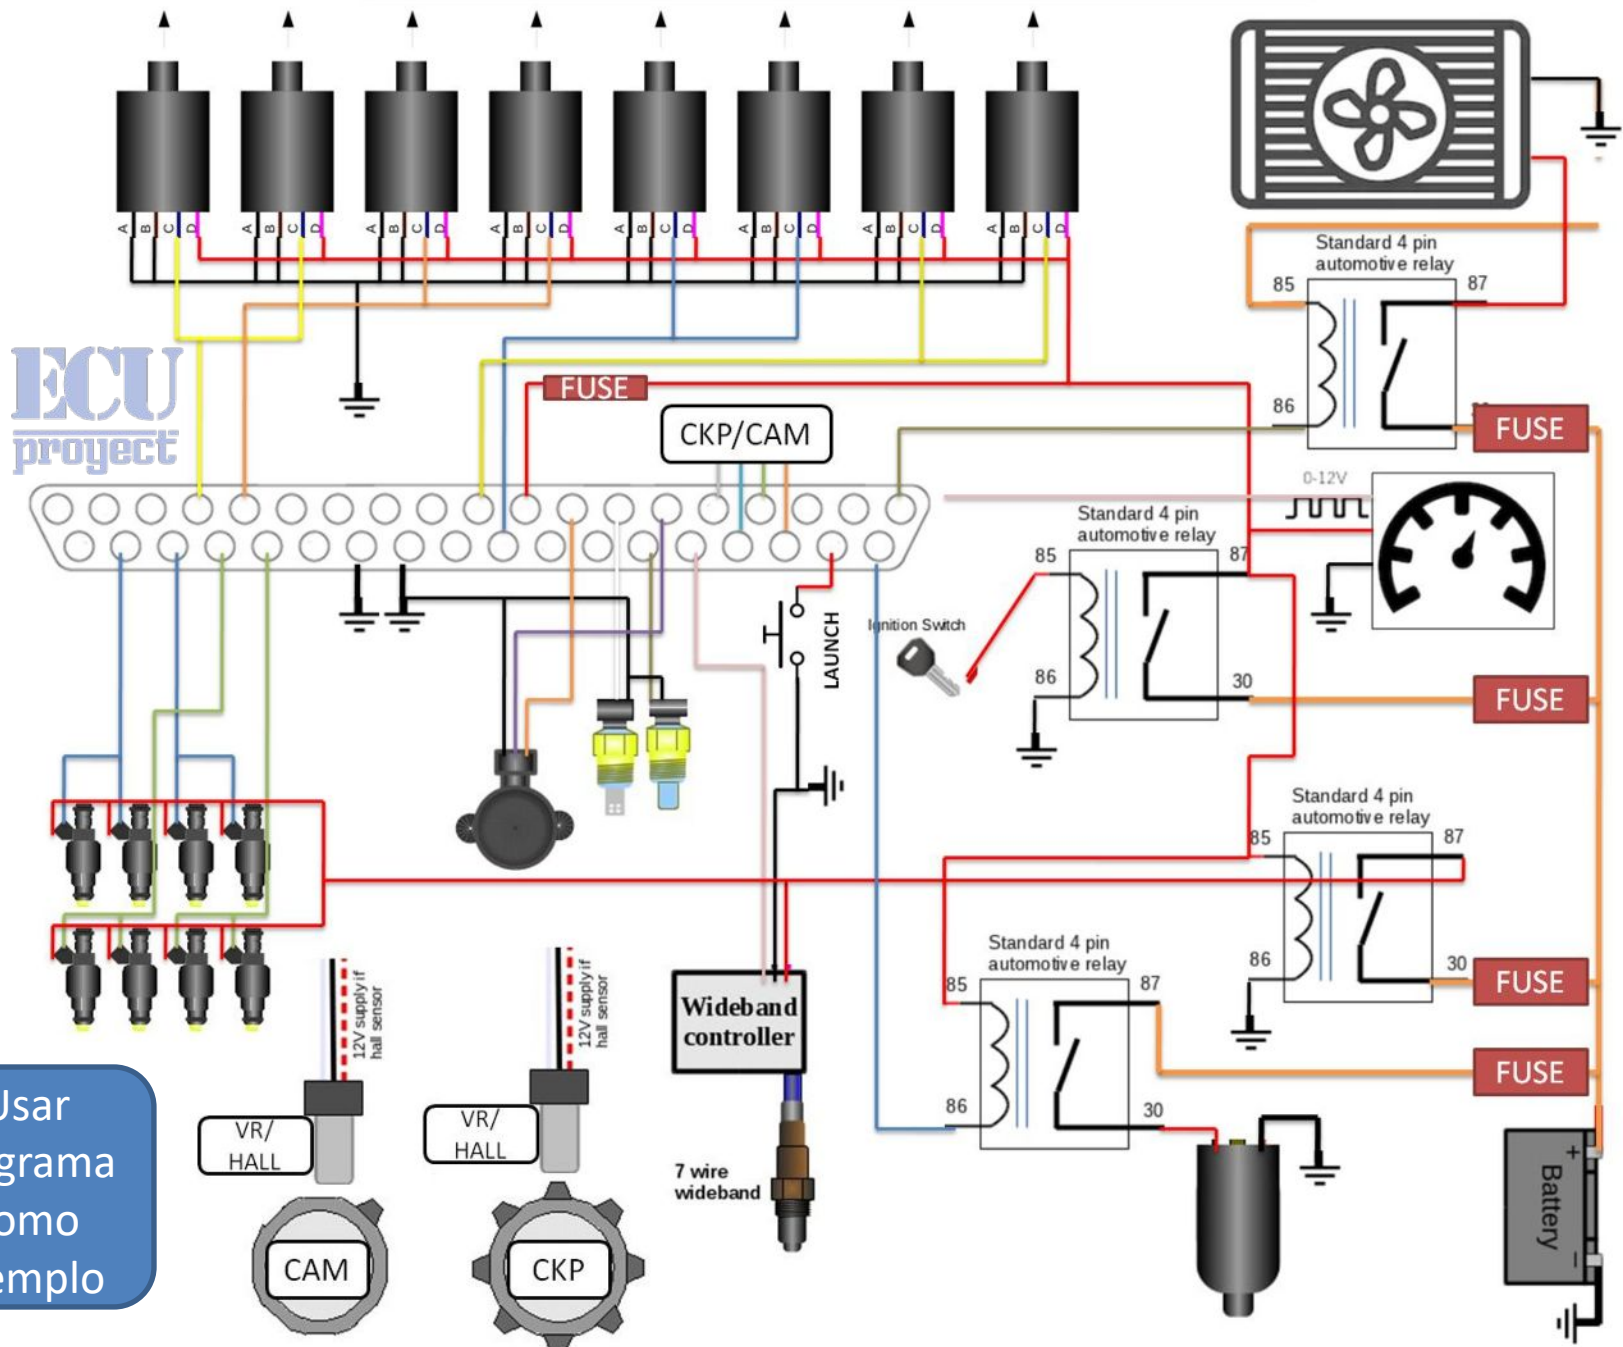 A B C D A B C D A B C D A B C D A B C D A B C D A B C D A B C D
ECU
proyect
FUSE
CKP/CAM
Standard 4 pin
automotive relay
85
87
86
FUSE
0-12V
Standard 4 pin
automotive relay
85
87
86
30
Ignition Switch
LAUNCH
FUSE
Standard 4 pin
automotive relay
85
87
86
30
FUSE
Standard 4 pin
automotive relay
85
87
86
30
FUSE
12V supply if
hall sensor
12V supply if
hall sensor
Wideband
controller
VR/
HALL
VR/
HALL
7 wire
wideband
CAM
CKP
Battery
+
−
Usar
grama
omo
emplo